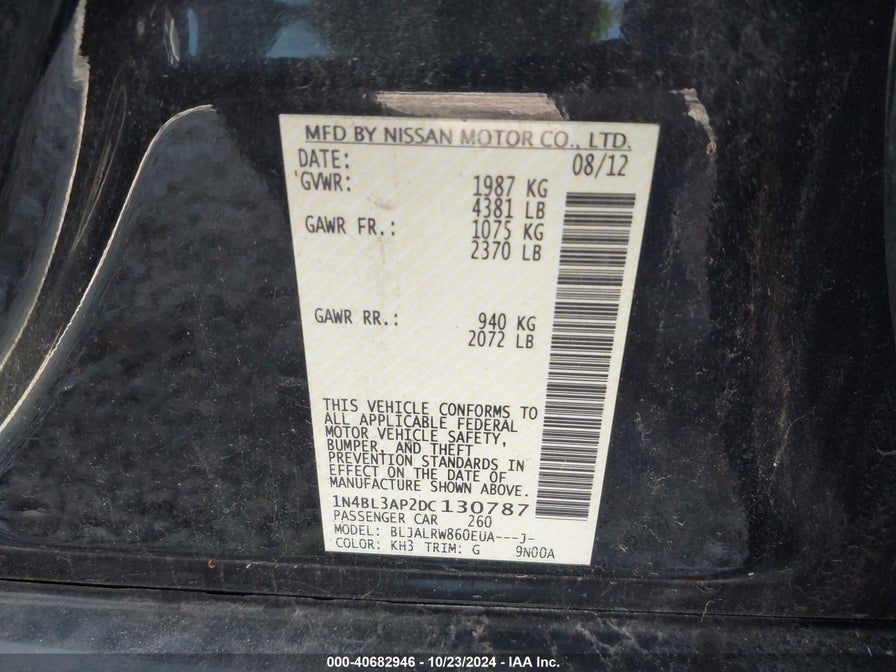 MFD BY NISSAN MOTOR CO., LTD.
DATE: 08/12
GVWR: 1987 KG
4381 LB
GAWR FR.: 1075 KG
2370 LB
GAWR RR.: 940 KG
2072 LB
THIS VEHICLE CONFORMS TO
ALL APPLICABLE FEDERAL
MOTOR VEHICLE SAFETY,
BUMPER, AND THEFT
PREVENTION STANDARDS IN
EFFECT ON THE DATE OF
MANUFACTURE SHOWN ABOVE.
1N4BL3AP2DC130787
PASSENGER CAR 260
MODEL: BLJALRW860EUA---J-
COLOR: KH3 TRIM: G 9N00A
000-40682946 - 10/23/2024 - IAA Inc.